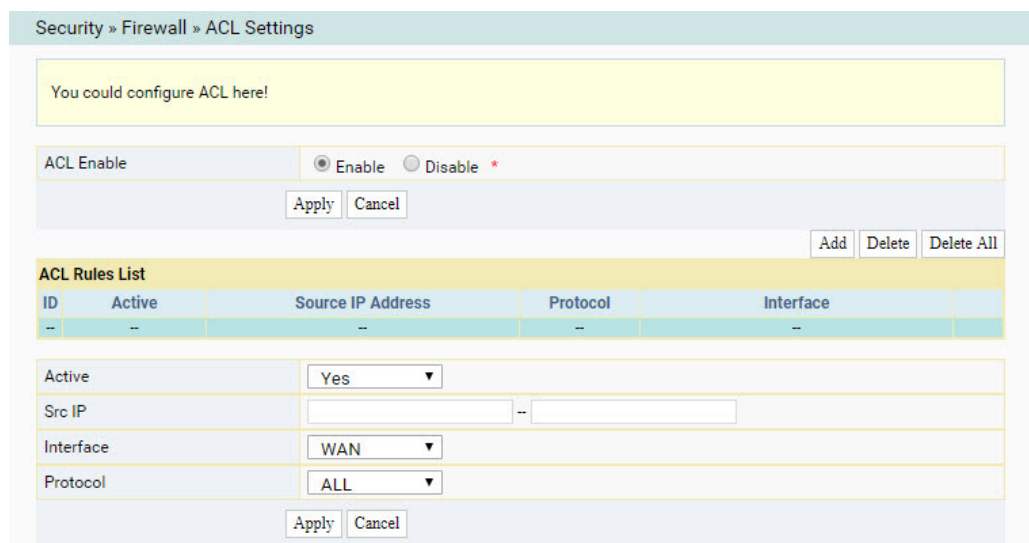 Security » Firewall » ACL Settings
You could configure ACL here!
ACL Enable Enable Disable *
Apply Cancel
Add Delete Delete All
ACL Rules List
ID Active Source IP Address Protocol Interface
-- -- -- -- --
Active Yes
Src IP --
Interface WAN
Protocol ALL
Apply Cancel